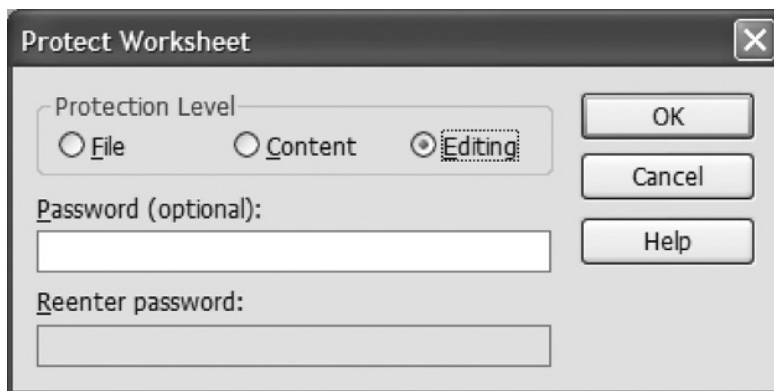 Protect Worksheet
Protection Level
File Content Editing
OK
Cancel
Help
Password (optional):
Reenter password: